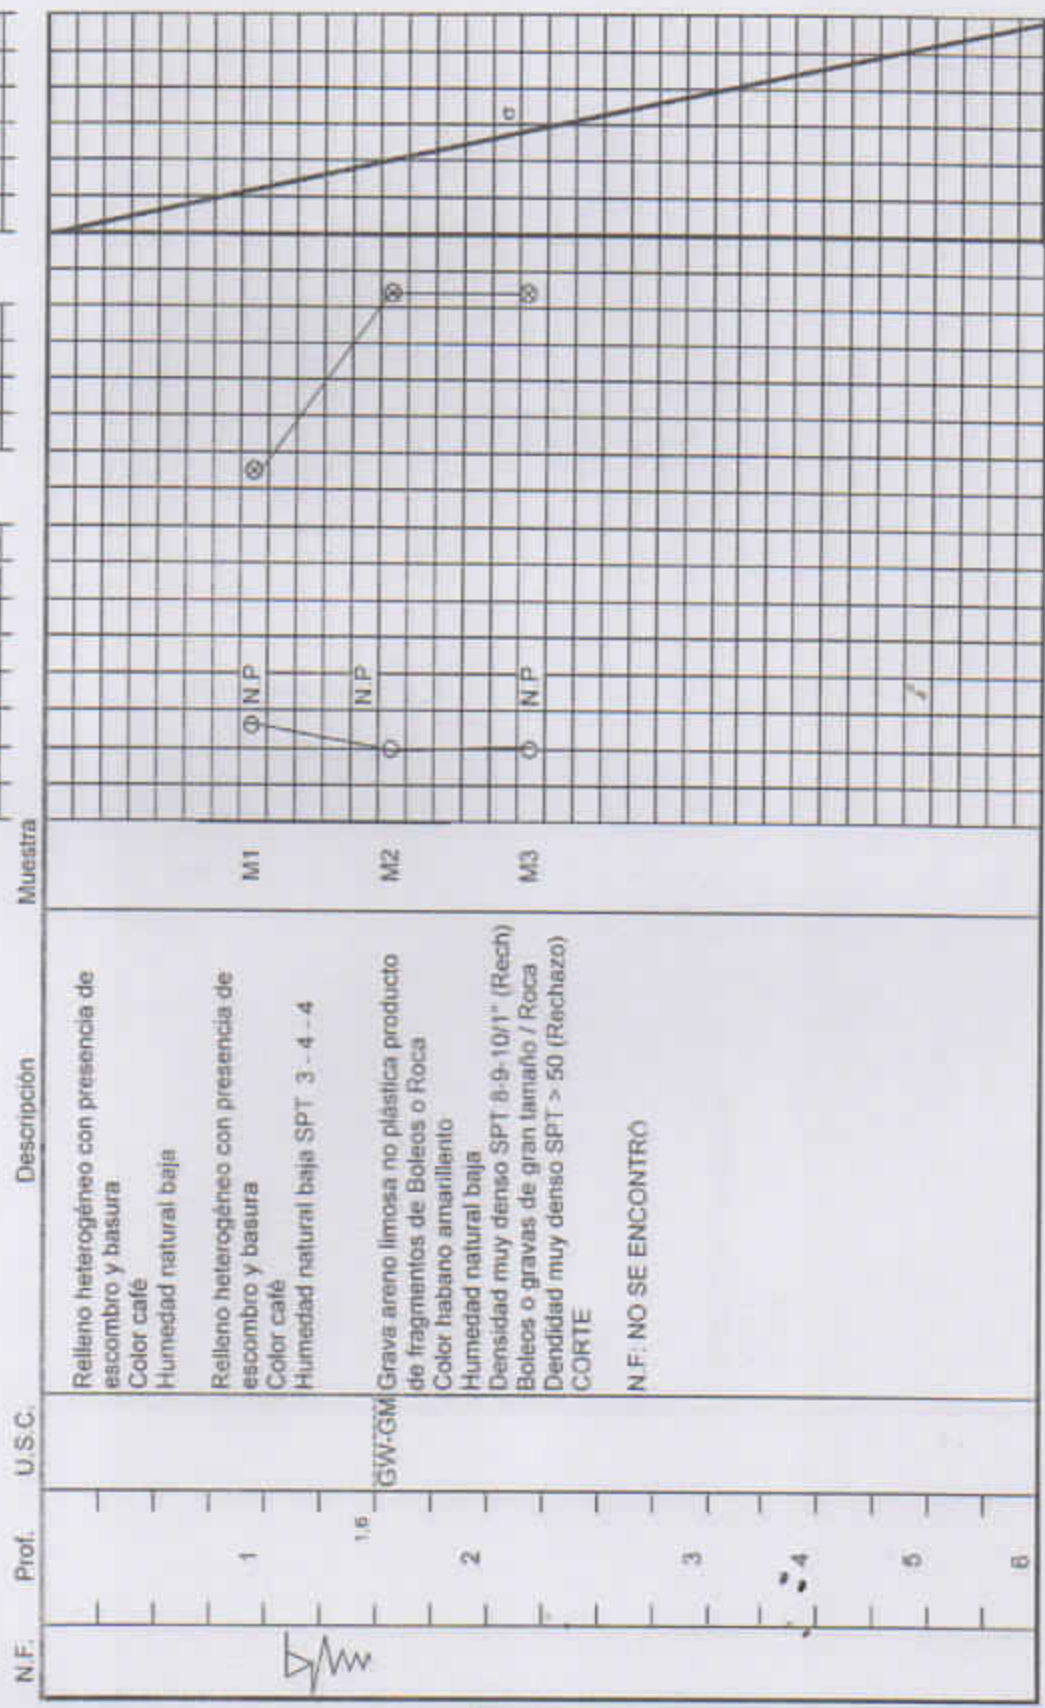 N.F. Prof. U.S.C. Descripción Muestra
Relleno heterogéneo con presencia de
escombro y basura
Color café
Humedad natural baja
1
Relleno heterogéneo con presencia de
escombro y basura
Color café
Humedad natural baja SPT 3 - 4 - 4
M1
N.P
1,6
GW-GM
Grava areno limosa no plástica producto
de fragmentos de Boleos o Roca
Color habano amarillento
Humedad natural baja
Densidad muy denso SPT 8-9-10/1" (Rech)
M2
N.P
2
Boleos o gravas de gran tamaño / Roca
Dendidad muy denso SPT > 50 (Rechazo)
CORTE
M3
N.P
σ
N.F: NO SE ENCONTRÓ
3
4
5
6